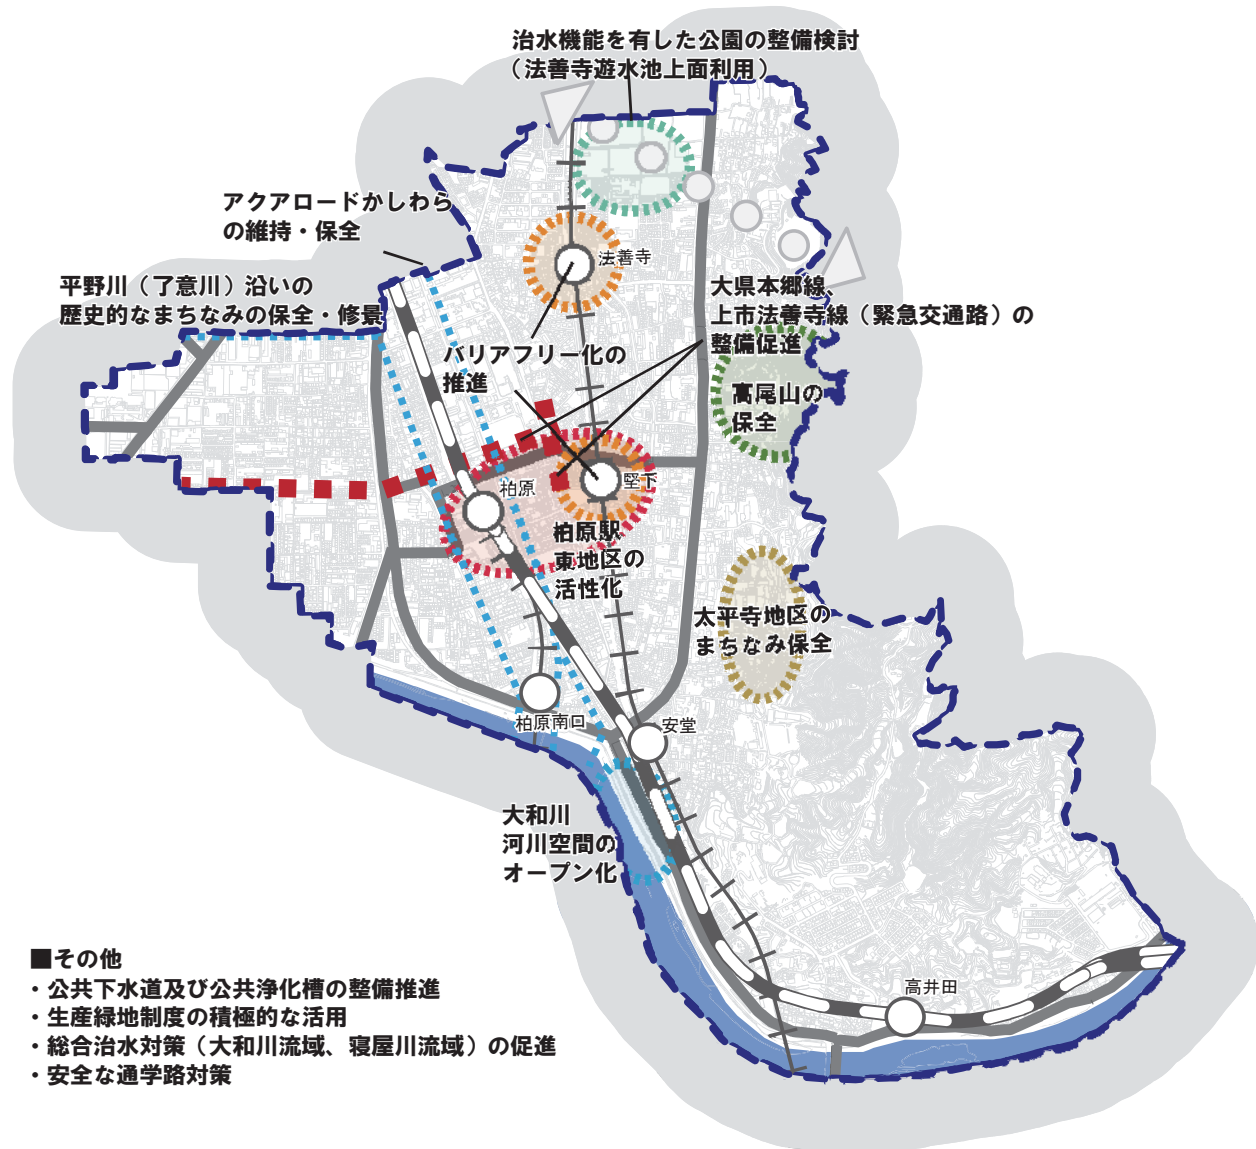 治水機能を有した公園の整備検討
（法善寺遊水池上面利用）
アクアロードかしわら
の維持・保全
平野川（了意川）沿いの
歴史的なまちなみの保全・修景
法善寺
大県本郷線、
上市法善寺線（緊急交通路）の
整備促進
バリアフリー化の
推進
高尾山の
保全
柏原
堅下
柏原駅
東地区の
活性化
太平寺地区の
まちなみ保全
柏原南口
安堂
大和川
河川空間の
オープン化
高井田
■その他
・公共下水道及び公共浄化槽の整備推進
・生産緑地制度の積極的な活用
・総合治水対策（大和川流域、寝屋川流域）の促進
・安全な通学路対策